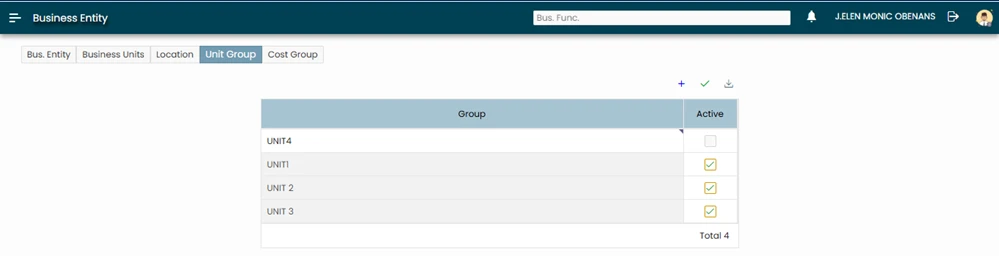 Business Entity
Bus. Func.
J.ELEN MONIC OBENANS
Bus. Entity
Business Units
Location
Unit Group
Cost Group
Group
Active
UNIT4
UNIT1
UNIT 2
UNIT 3
Total 4